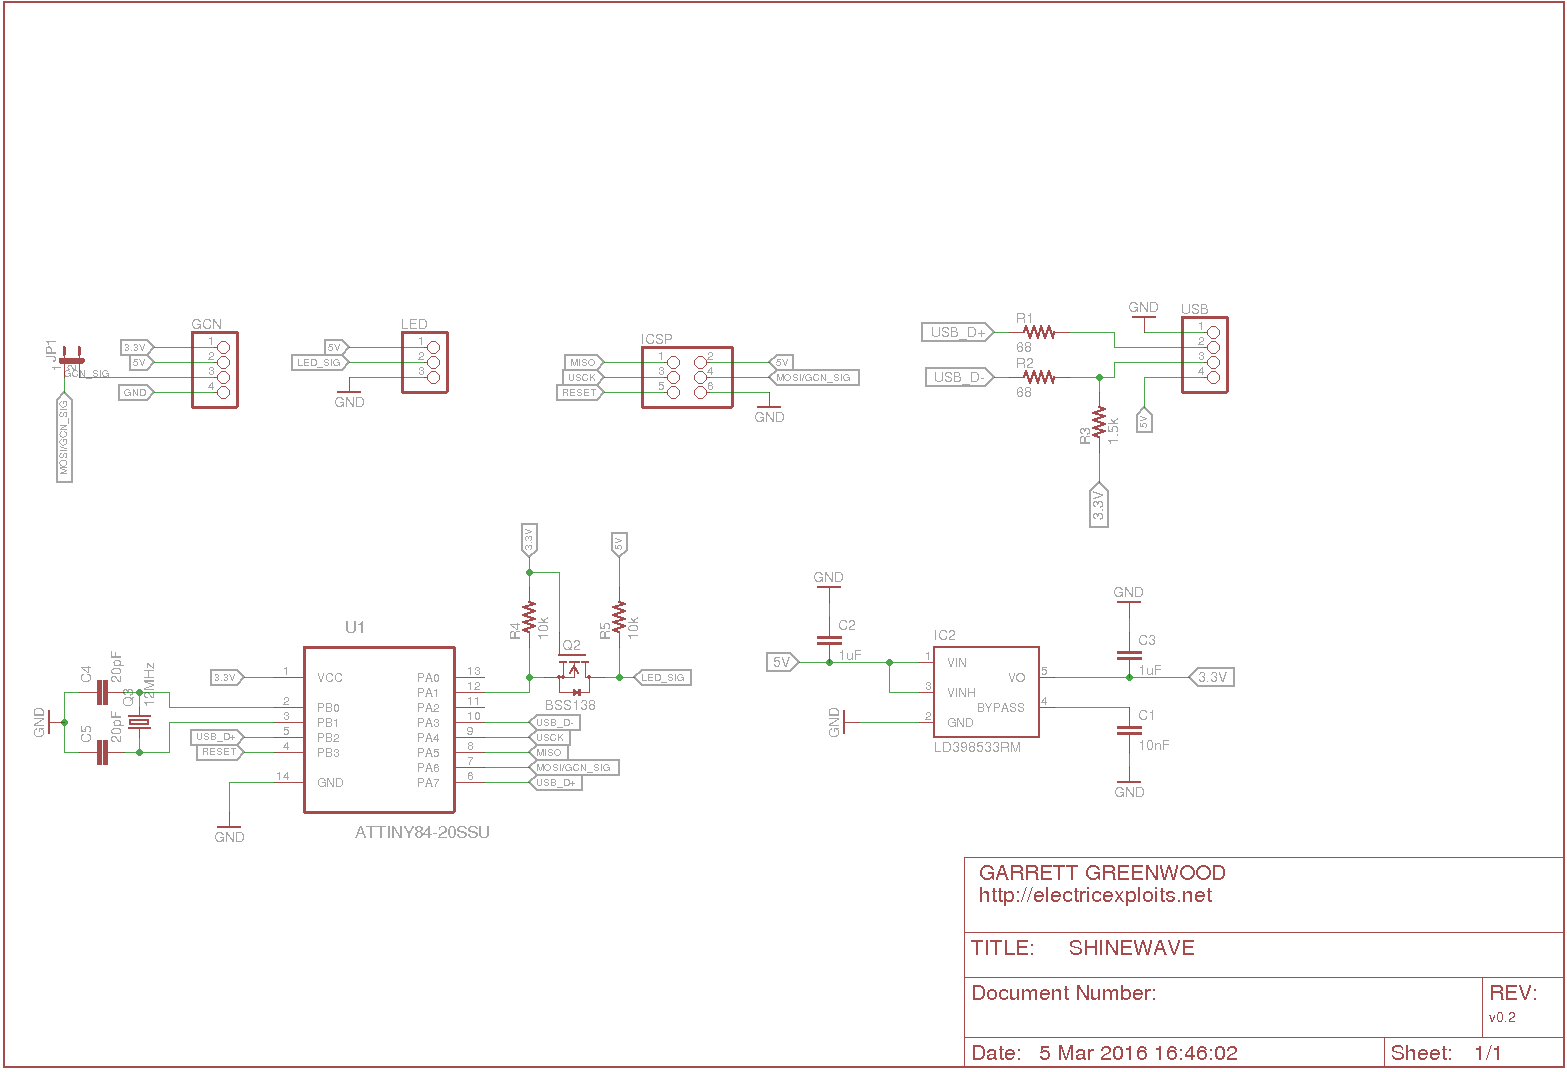 GCN
3.3V
1
5V
2
GCN_SIG
3
GND
4
JP1
1
2
MOSI/GCN_SIG
LED
5V
1
LED_SIG
2
3
GND
ICSP
MISO
1
2
5V
USCK
3
4
MOSI/GCN_SIG
RESET
5
6
GND
USB_D+
R1
68
USB_D-
R2
68
R3
1.5k
3.3V
GND
USB
1
2
3
4
5V
U1
3.3V
1
VCC
2
PB0
3
PB1
USB_D+
5
PB2
RESET
4
PB3
14
GND
GND
PA0
13
PA1
12
PA2
11
PA3
10
USB_D-
PA4
9
USCK
PA5
8
MISO
PA6
7
MOSI/GCN_SIG
PA7
6
USB_D+
ATTINY84-20SSU
GND
C4
20pF
C5
20pF
Q3
12MHz
3.3V
R4
10k
5V
R5
10k
Q2
BSS138
LED_SIG
GND
C2
1uF
5V
IC2
1
VIN
3
VINH
2
GND
GND
VO
5
BYPASS
4
LD398533RM
GND
C3
1uF
3.3V
C1
10nF
GND
GARRETT GREENWOOD
http://electricexploits.net
TITLE: SHINEWAVE
Document Number:
REV:
v0.2
Date: 5 Mar 2016 16:46:02
Sheet: 1/1